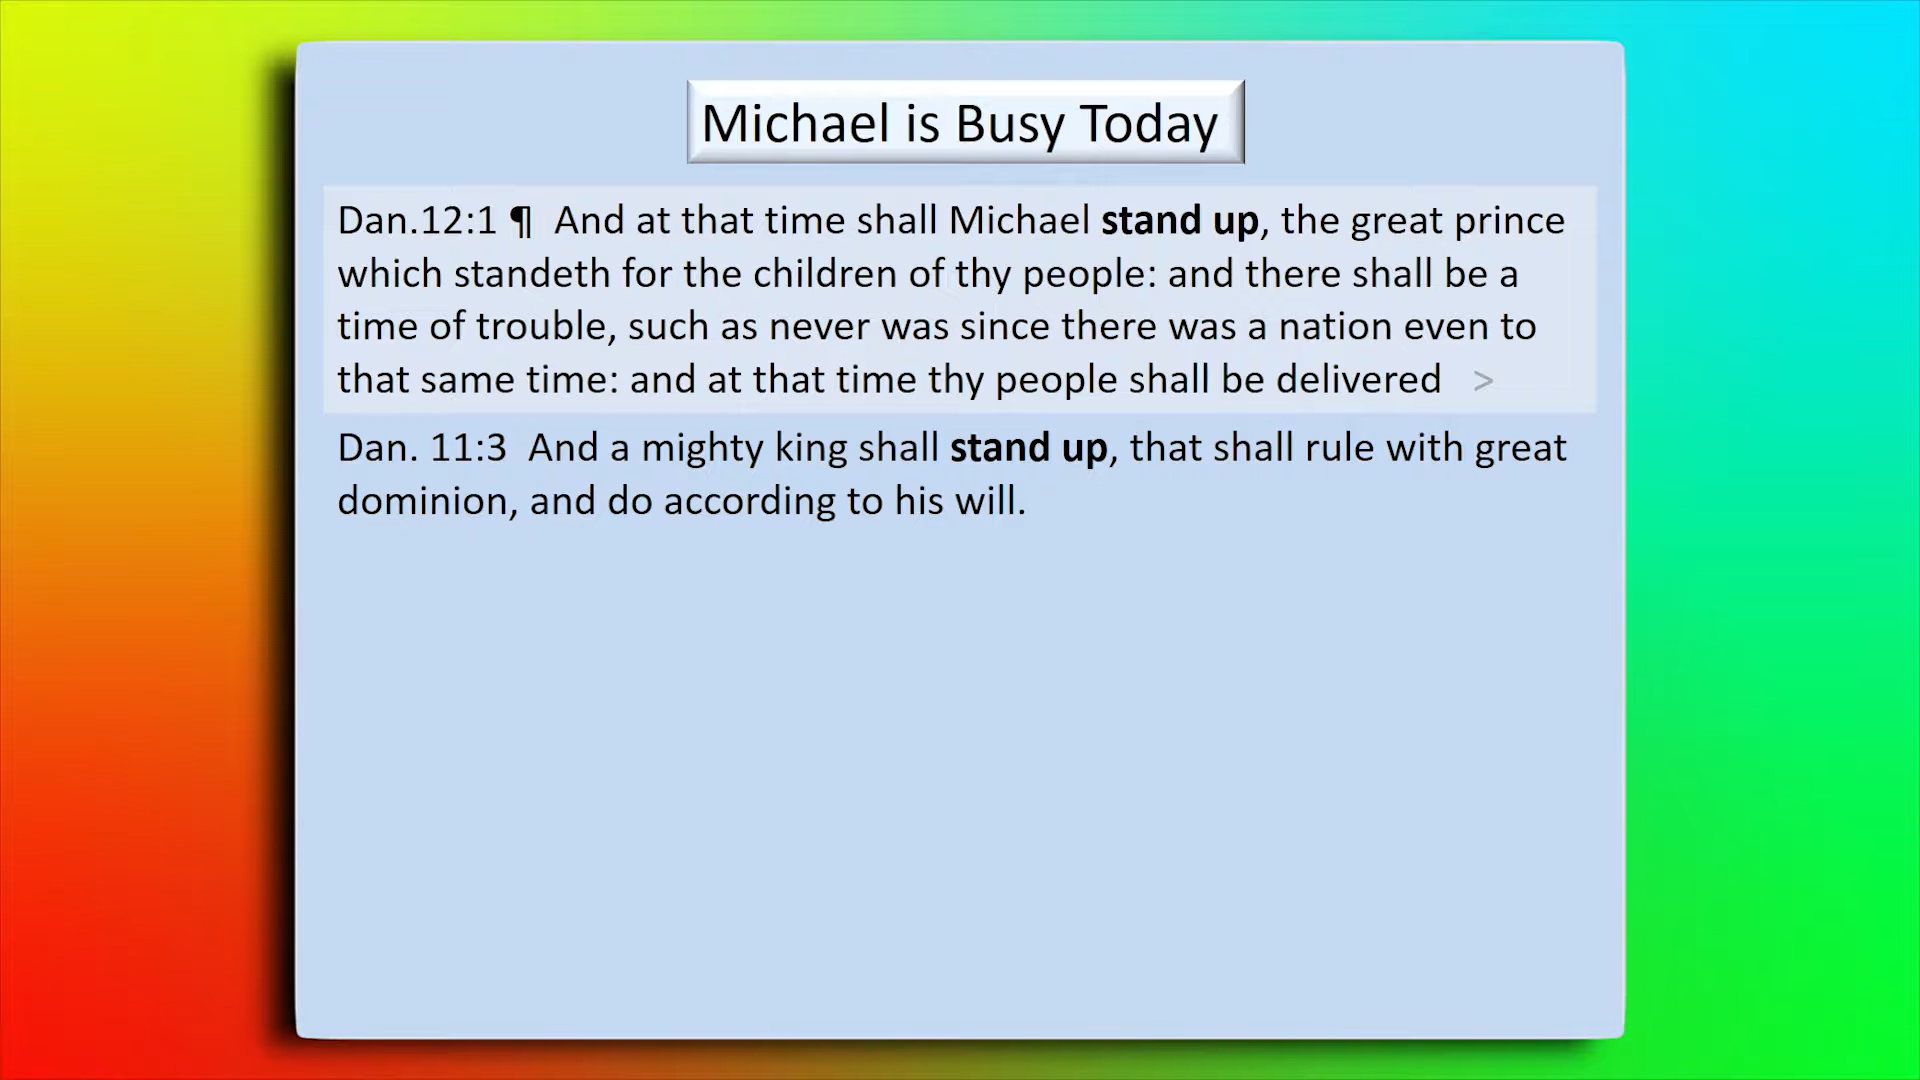 Michael is Busy Today
Dan.12:1 ¶  And at that time shall Michael stand up, the great prince
which standeth for the children of thy people: and there shall be a
time of trouble, such as never was since there was a nation even to
that same time: and at that time thy people shall be delivered   >
Dan. 11:3  And a mighty king shall stand up, that shall rule with great
dominion, and do according to his will.